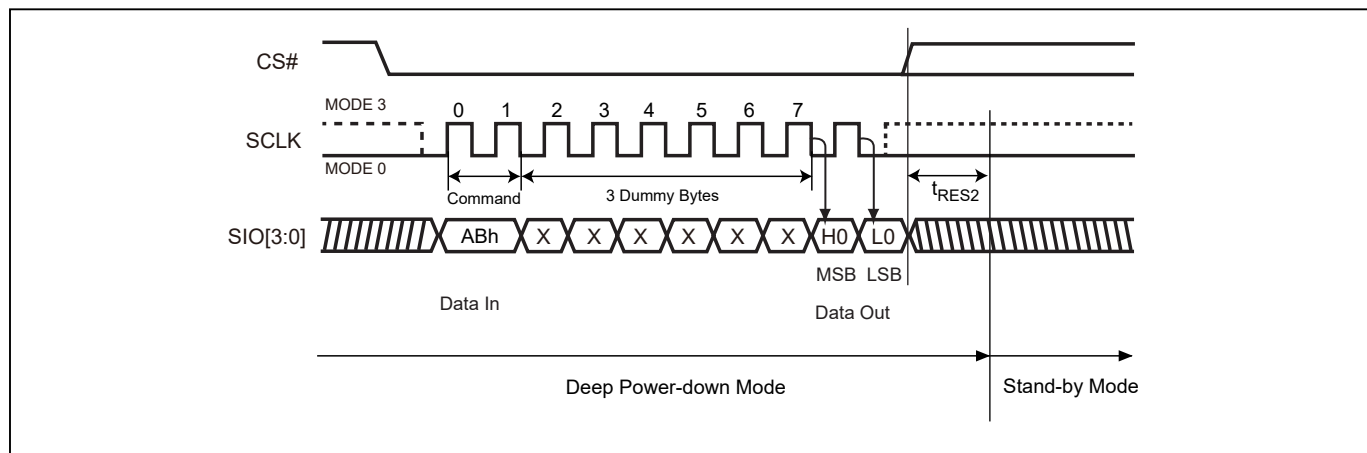 CS#
MODE 3
0 1 2 3 4 5 6 7
SCLK
MODE 0
Command
3 Dummy Bytes
tRES2
SIO[3:0]
ABh X X X X X X H0 L0
MSB LSB
Data In
Data Out
Deep Power-down Mode
Stand-by Mode